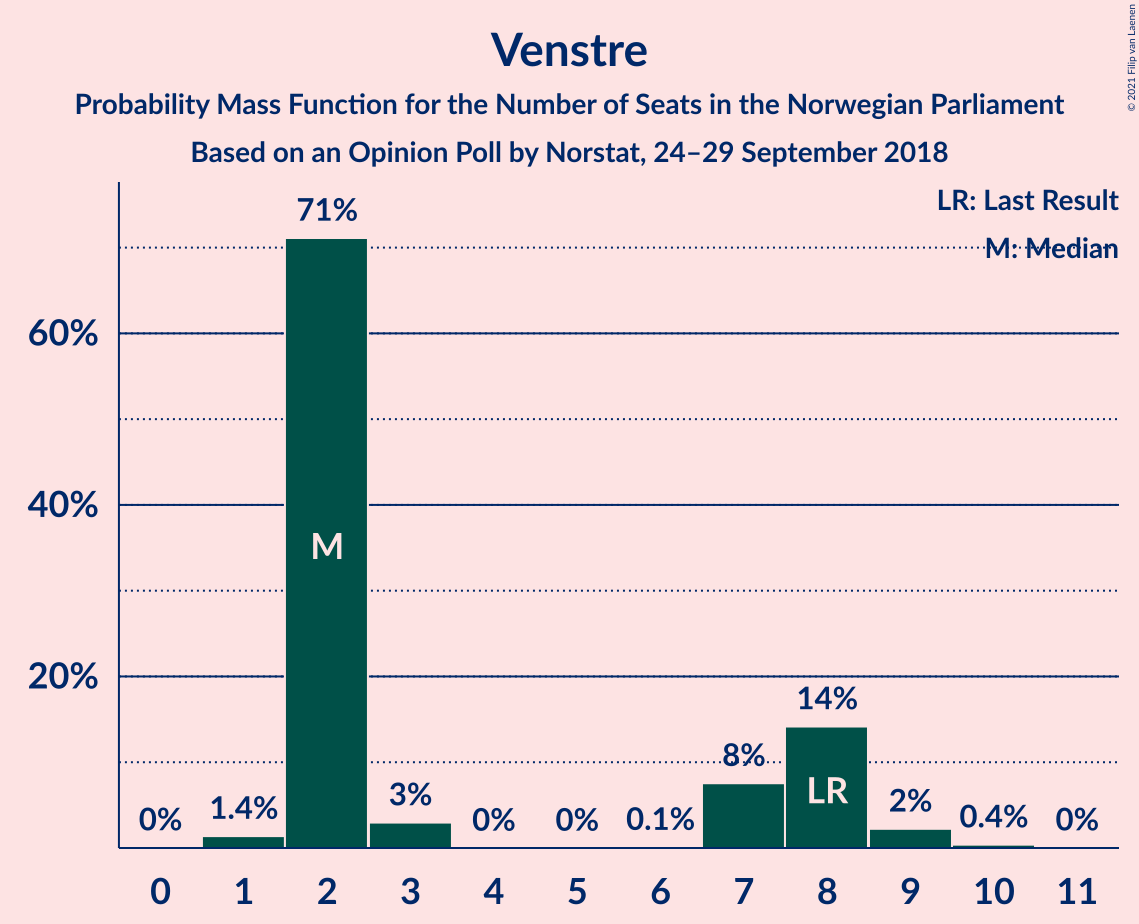 © 2021 Filip van Laenen
Venstre
Probability Mass Function for the Number of Seats in the Norwegian Parliament
Based on an Opinion Poll by Norstat, 24–29 September 2018
LR: Last Result
M: Median
71%
60%
40%
20%
M
LR
0%
1.4%
3%
0%
0%
0.1%
8%
14%
2%
0.4%
0%
0 1 2 3 4 5 6 7 8 9 10 11